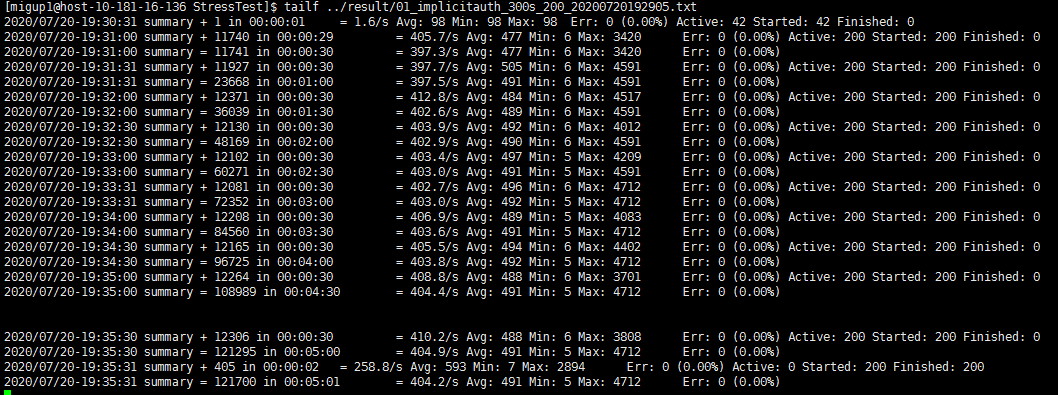 [migup1@host-10-181-16-136 StressTest]$ tailf ../result/01_implicitauth_300s_200_20200720192905.txt
2020/07/20-19:30:31 summary + 1 in 00:00:01 = 1.6/s Avg: 98 Min: 98 Max: 98 Err: 0 (0.00%) Active: 42 Started: 42 Finished: 0
2020/07/20-19:31:00 summary + 11740 in 00:00:29 = 405.7/s Avg: 477 Min: 6 Max: 3420 Err: 0 (0.00%) Active: 200 Started: 200 Finished: 0
2020/07/20-19:31:00 summary = 11741 in 00:00:30 = 397.3/s Avg: 477 Min: 6 Max: 3420 Err: 0 (0.00%)
2020/07/20-19:31:31 summary + 11927 in 00:00:30 = 397.7/s Avg: 505 Min: 6 Max: 4591 Err: 0 (0.00%) Active: 200 Started: 200 Finished: 0
2020/07/20-19:31:31 summary = 23668 in 00:01:00 = 397.5/s Avg: 491 Min: 6 Max: 4591 Err: 0 (0.00%)
2020/07/20-19:32:00 summary + 12371 in 00:00:30 = 412.8/s Avg: 484 Min: 6 Max: 4517 Err: 0 (0.00%) Active: 200 Started: 200 Finished: 0
2020/07/20-19:32:00 summary = 36039 in 00:01:30 = 402.6/s Avg: 489 Min: 6 Max: 4591 Err: 0 (0.00%)
2020/07/20-19:32:30 summary + 12130 in 00:00:30 = 403.9/s Avg: 492 Min: 6 Max: 4012 Err: 0 (0.00%) Active: 200 Started: 200 Finished: 0
2020/07/20-19:32:30 summary = 48169 in 00:02:00 = 402.9/s Avg: 490 Min: 6 Max: 4591 Err: 0 (0.00%)
2020/07/20-19:33:00 summary + 12102 in 00:00:30 = 403.4/s Avg: 497 Min: 5 Max: 4209 Err: 0 (0.00%) Active: 200 Started: 200 Finished: 0
2020/07/20-19:33:00 summary = 60271 in 00:02:30 = 403.0/s Avg: 491 Min: 5 Max: 4591 Err: 0 (0.00%)
2020/07/20-19:33:31 summary + 12081 in 00:00:30 = 402.7/s Avg: 496 Min: 6 Max: 4712 Err: 0 (0.00%) Active: 200 Started: 200 Finished: 0
2020/07/20-19:33:31 summary = 72352 in 00:03:00 = 403.0/s Avg: 492 Min: 5 Max: 4712 Err: 0 (0.00%)
2020/07/20-19:34:00 summary + 12208 in 00:00:30 = 406.9/s Avg: 489 Min: 5 Max: 4083 Err: 0 (0.00%) Active: 200 Started: 200 Finished: 0
2020/07/20-19:34:00 summary = 84560 in 00:03:30 = 403.6/s Avg: 491 Min: 5 Max: 4712 Err: 0 (0.00%)
2020/07/20-19:34:30 summary + 12165 in 00:00:30 = 405.5/s Avg: 494 Min: 6 Max: 4402 Err: 0 (0.00%) Active: 200 Started: 200 Finished: 0
2020/07/20-19:34:30 summary = 96725 in 00:04:00 = 403.8/s Avg: 492 Min: 5 Max: 4712 Err: 0 (0.00%)
2020/07/20-19:35:00 summary + 12264 in 00:00:30 = 408.8/s Avg: 488 Min: 6 Max: 3701 Err: 0 (0.00%) Active: 200 Started: 200 Finished: 0
2020/07/20-19:35:00 summary = 108989 in 00:04:30 = 404.4/s Avg: 491 Min: 5 Max: 4712 Err: 0 (0.00%)
2020/07/20-19:35:30 summary + 12306 in 00:00:30 = 410.2/s Avg: 488 Min: 6 Max: 3808 Err: 0 (0.00%) Active: 200 Started: 200 Finished: 0
2020/07/20-19:35:30 summary = 121295 in 00:05:00 = 404.9/s Avg: 491 Min: 5 Max: 4712 Err: 0 (0.00%)
2020/07/20-19:35:31 summary + 405 in 00:00:02 = 258.8/s Avg: 593 Min: 7 Max: 2894 Err: 0 (0.00%) Active: 0 Started: 200 Finished: 200
2020/07/20-19:35:31 summary = 121700 in 00:05:01 = 404.2/s Avg: 491 Min: 5 Max: 4712 Err: 0 (0.00%)